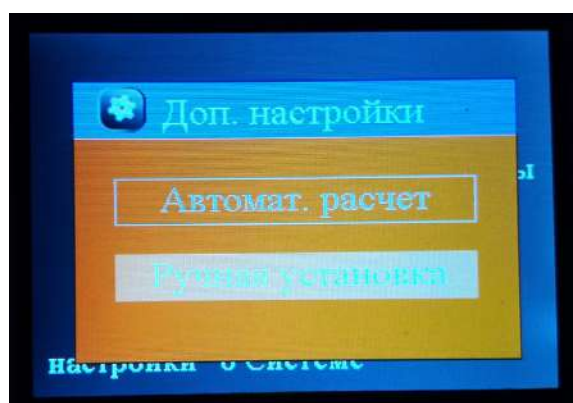 Доп. настройки
ы
Автомат. расчет
Ручная установка
настройки о Системе